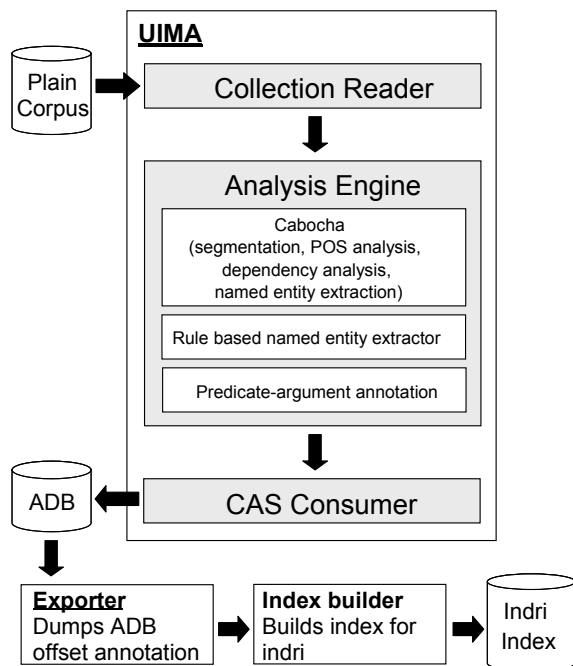 UIMA
Plain
Corpus
Collection Reader
Analysis Engine
Cabocha
(segmentation, POS analysis,
dependency analysis,
named entity extraction)
Rule based named entity extractor
Predicate-argument annotation
ADB
CAS Consumer
Exporter
Dumps ADB
offset annotation
Index builder
Builds index for
indri
Indri
Index